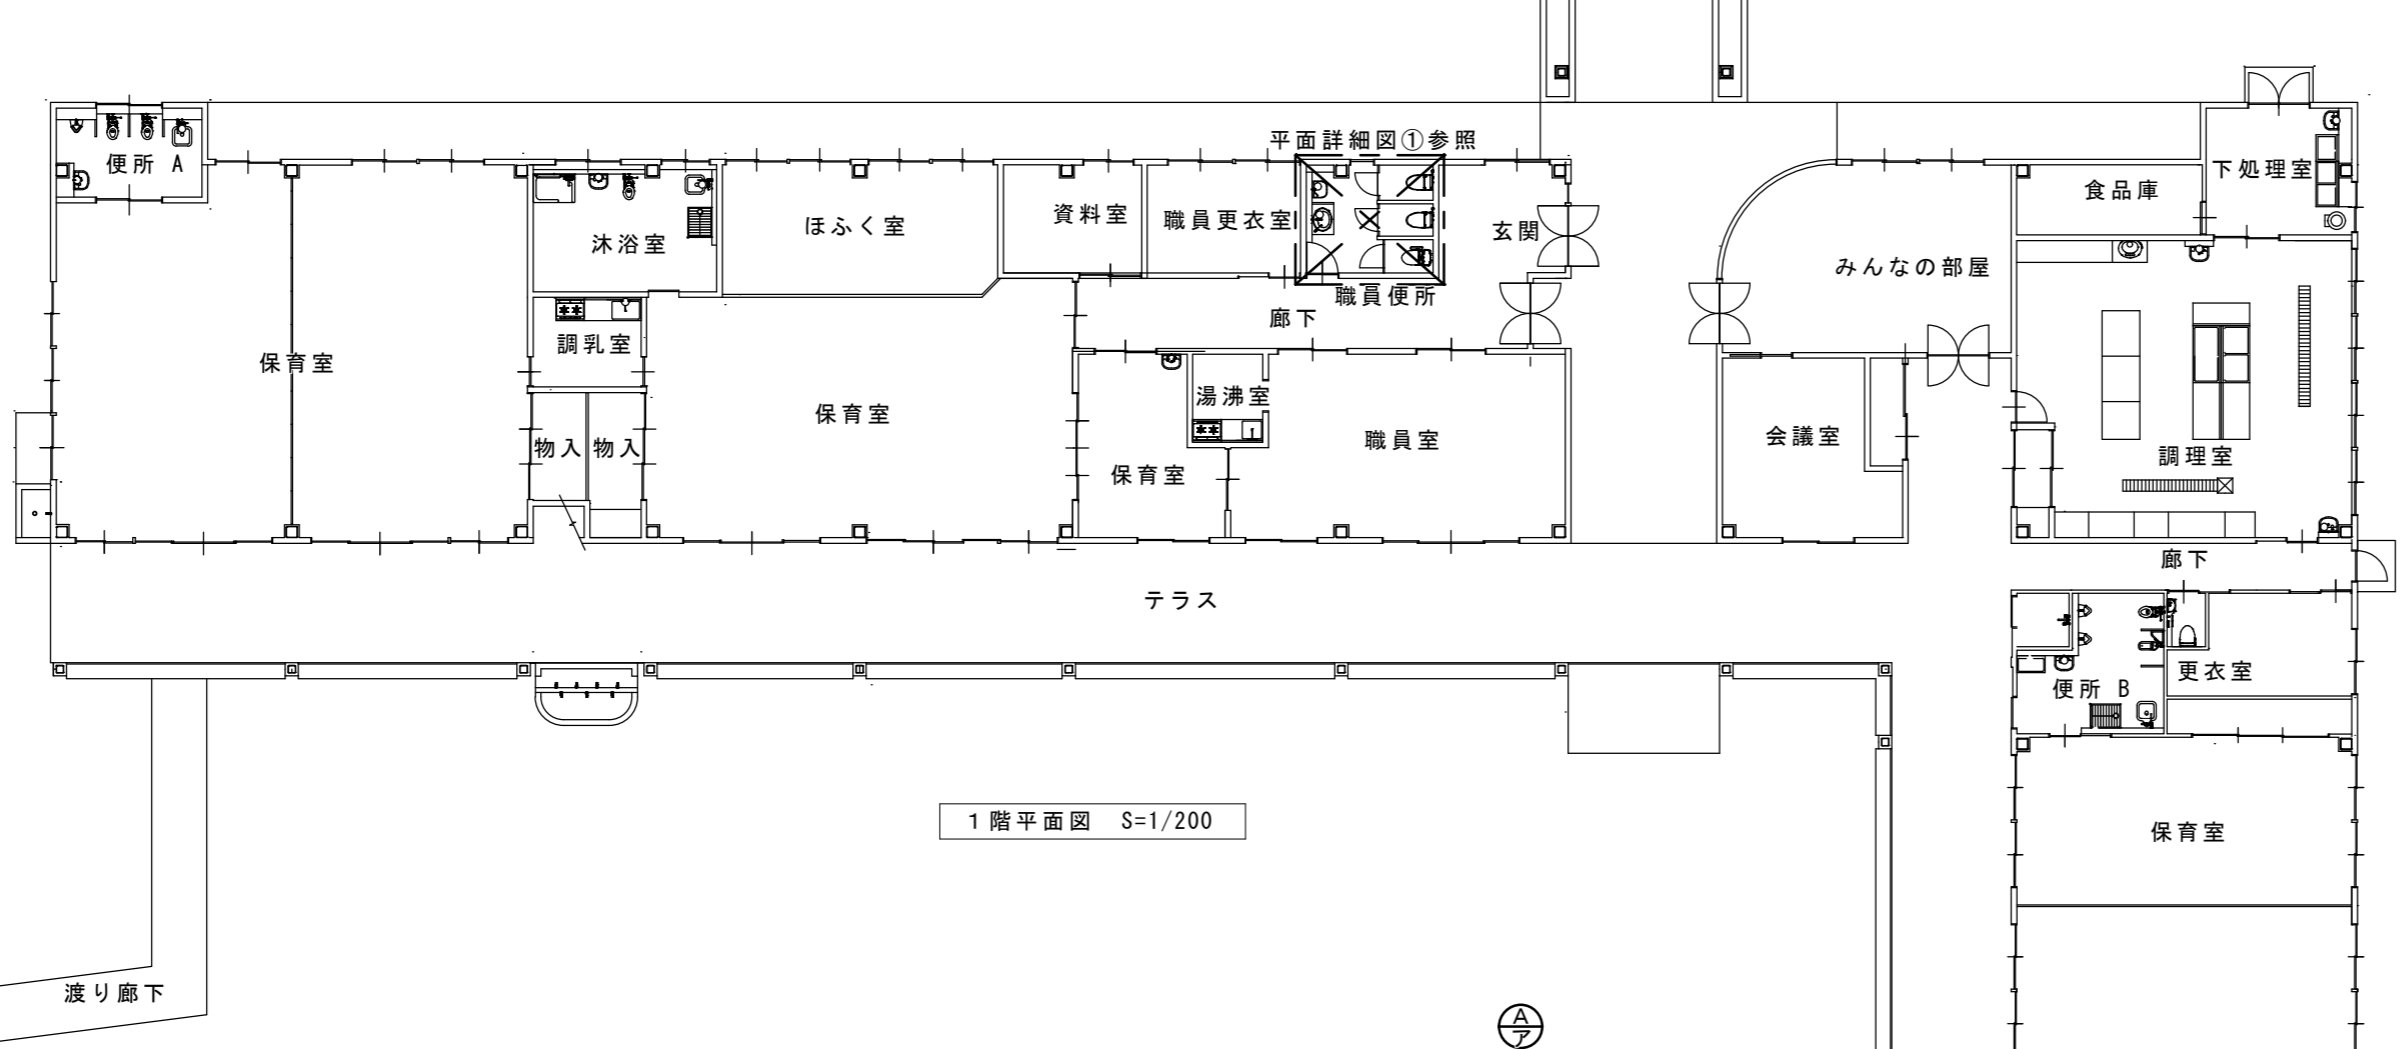 平面詳細図①参照
便所 A
下処理室
食品庫
資料室
職員更衣室
ほふく室
玄関
沐浴室
みんなの部屋
職員便所
廊下
調乳室
保育室
湯沸室
保育室
会議室
職員室
物入
物入
調理室
保育室
廊下
テラス
更衣室
便所 B
1階平面図 S=1/200
保育室
渡り廊下
A
ア